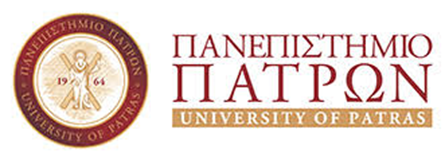 ΠΑΝΕΠΙΣΤΗΜΙΟ ΠΑΤΡΩΝ
19 64
UNIVERSITY OF PATRAS
ΠΑΝΕΠΙΣΤΗΜΙΟ
ΠΑΤΡΩΝ
UNIVERSITY OF PATRAS